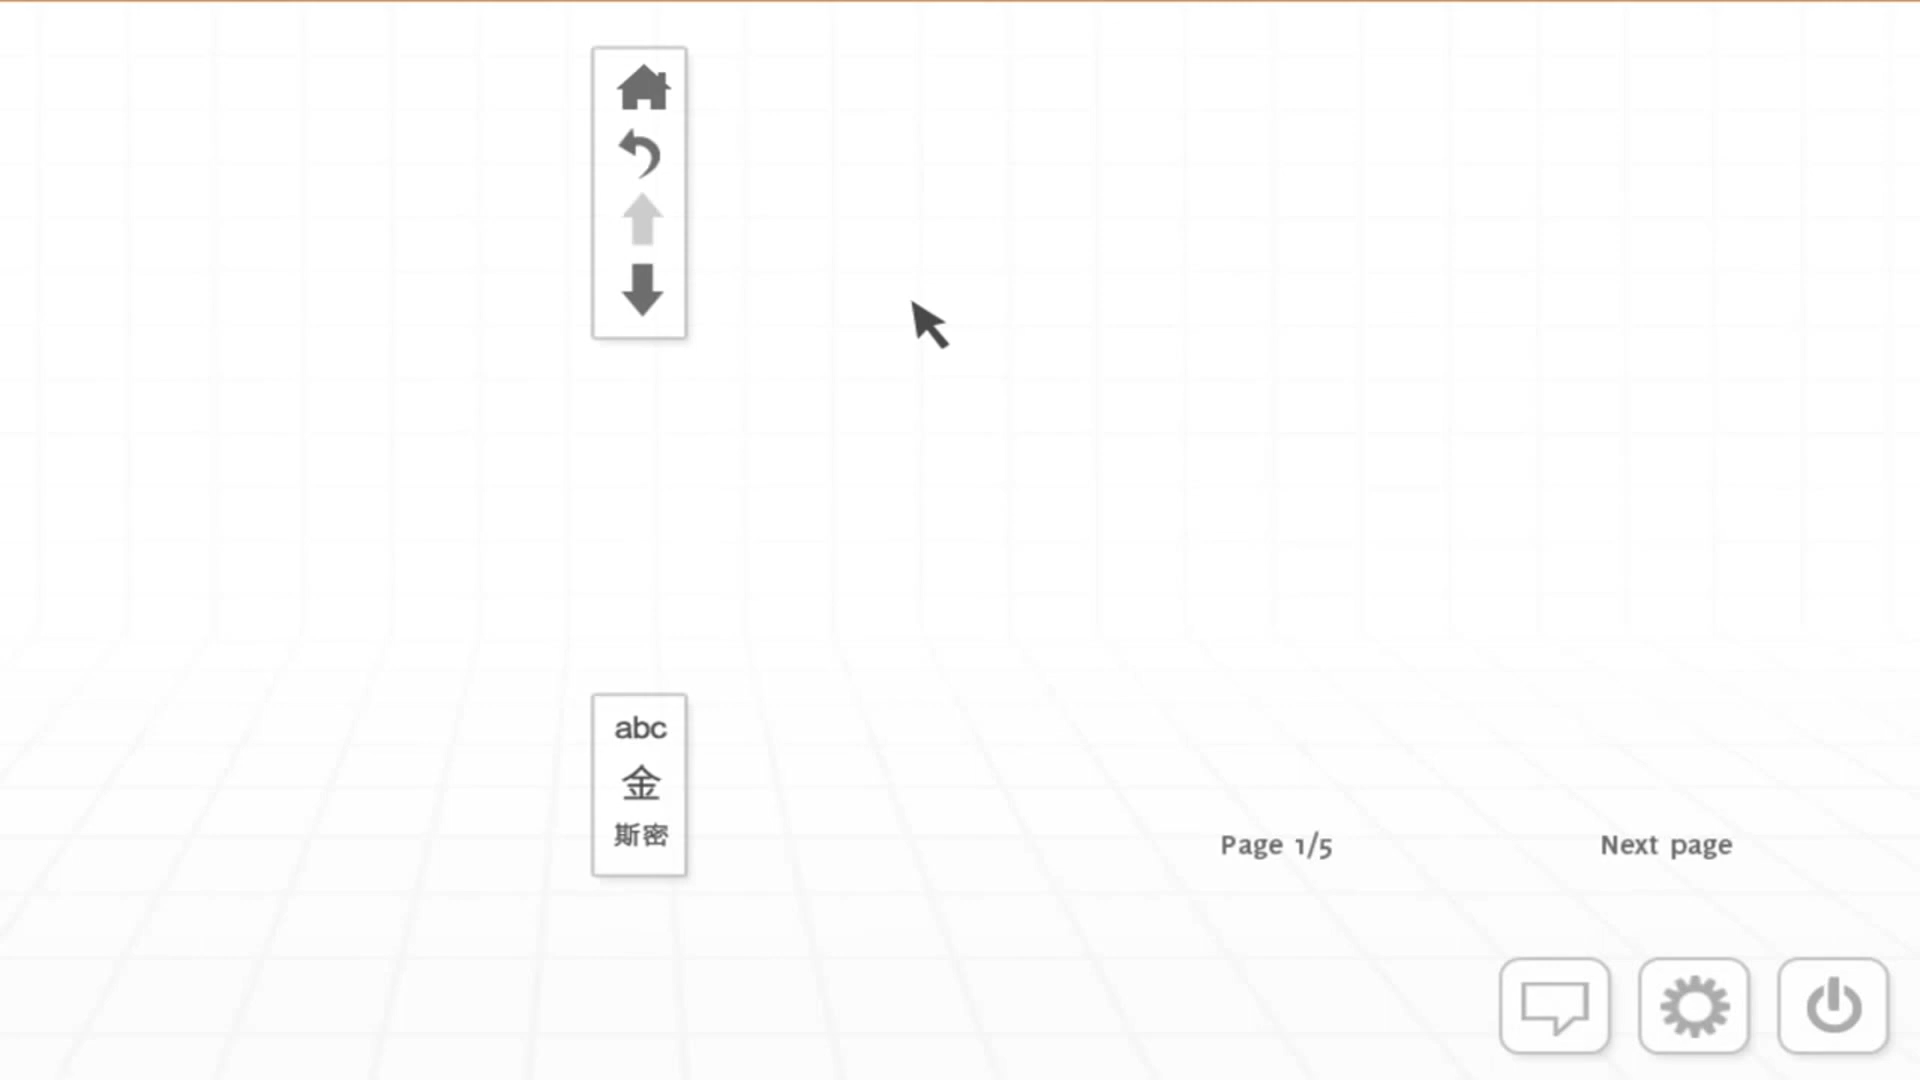 abc
金
斯密
Page 1/5
Next page